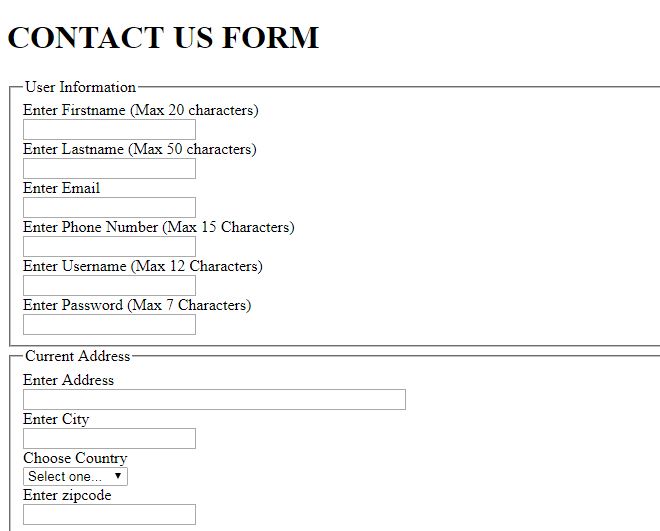 CONTACT US FORM
User Information
Enter Firstname (Max 20 characters)
Enter Lastname (Max 50 characters)
Enter Email
Enter Phone Number (Max 15 Characters)
Enter Username (Max 12 Characters)
Enter Password (Max 7 Characters)
Current Address
Enter Address
Enter City
Choose Country
Select one...
Enter zipcode